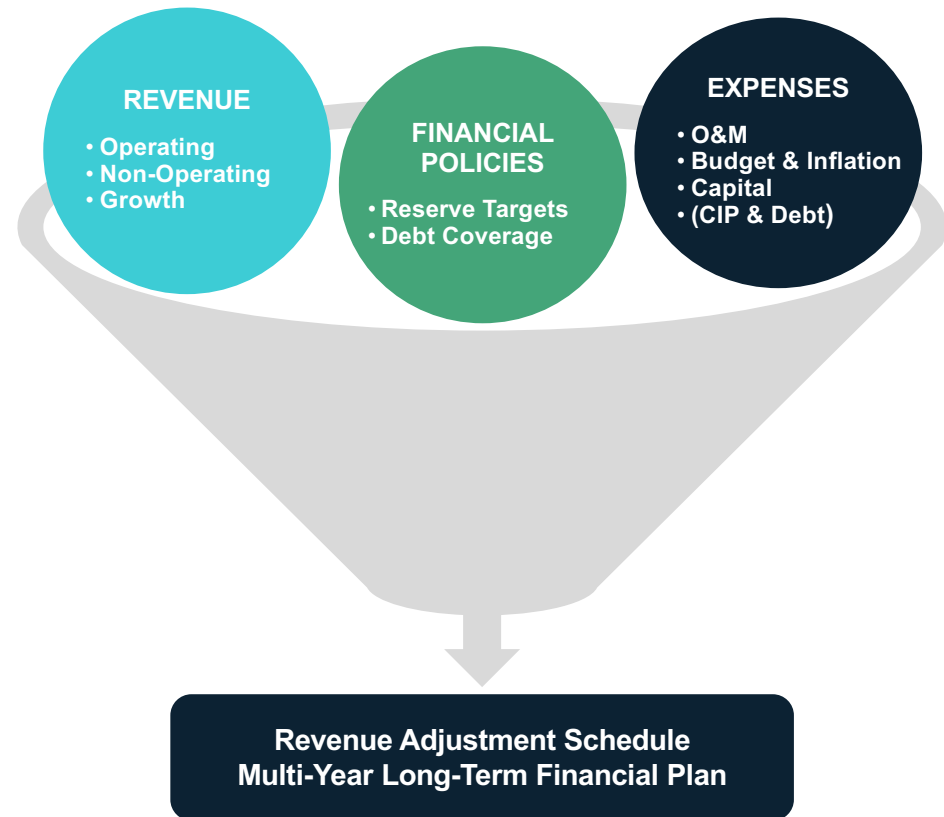 REVENUE
• Operating
• Non-Operating
• Growth
FINANCIAL
POLICIES
• Reserve Targets
• Debt Coverage
EXPENSES
• O&M
• Budget & Inflation
• Capital
• (CIP & Debt)
Revenue Adjustment Schedule
Multi-Year Long-Term Financial Plan